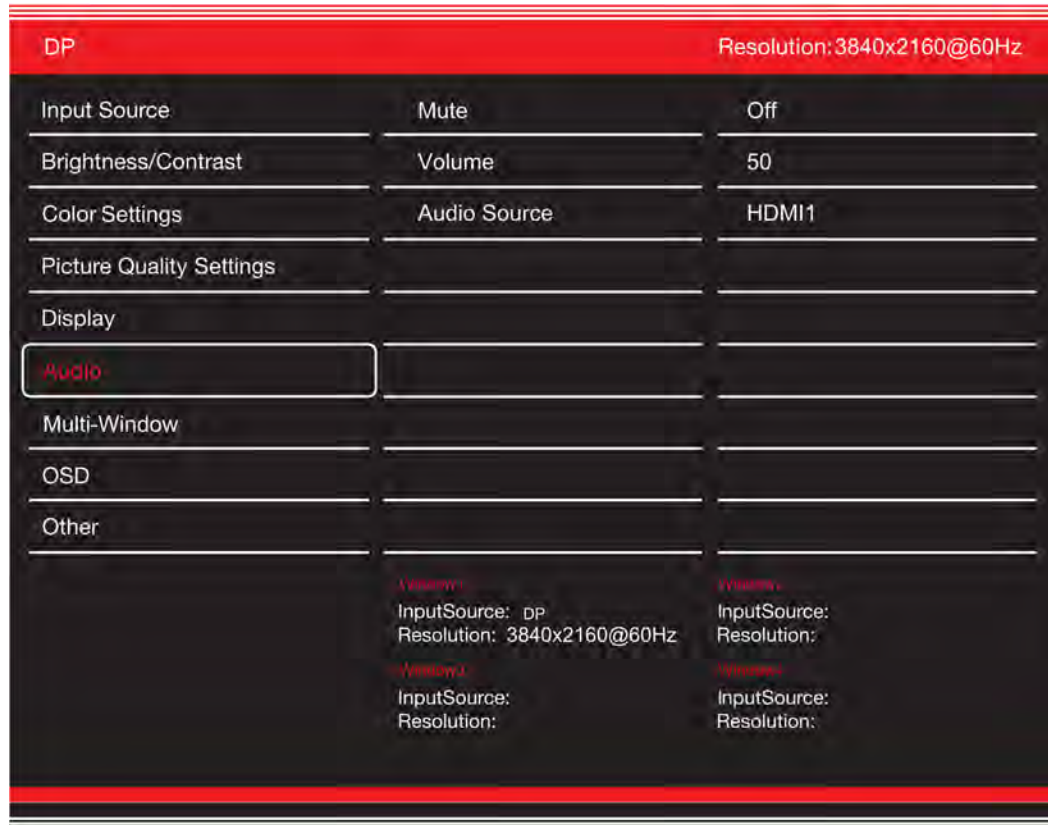 DP Resolution:3840x2160@60Hz
Input Source Mute Off
Brightness/Contrast Volume 50
Color Settings Audio Source HDMI1
Picture Quality Settings
Display
Audio
Multi-Window
OSD
Other
InputSource: DP InputSource:
Resolution: 3840x2160@60Hz Resolution:
InputSource: InputSource:
Resolution: Resolution: